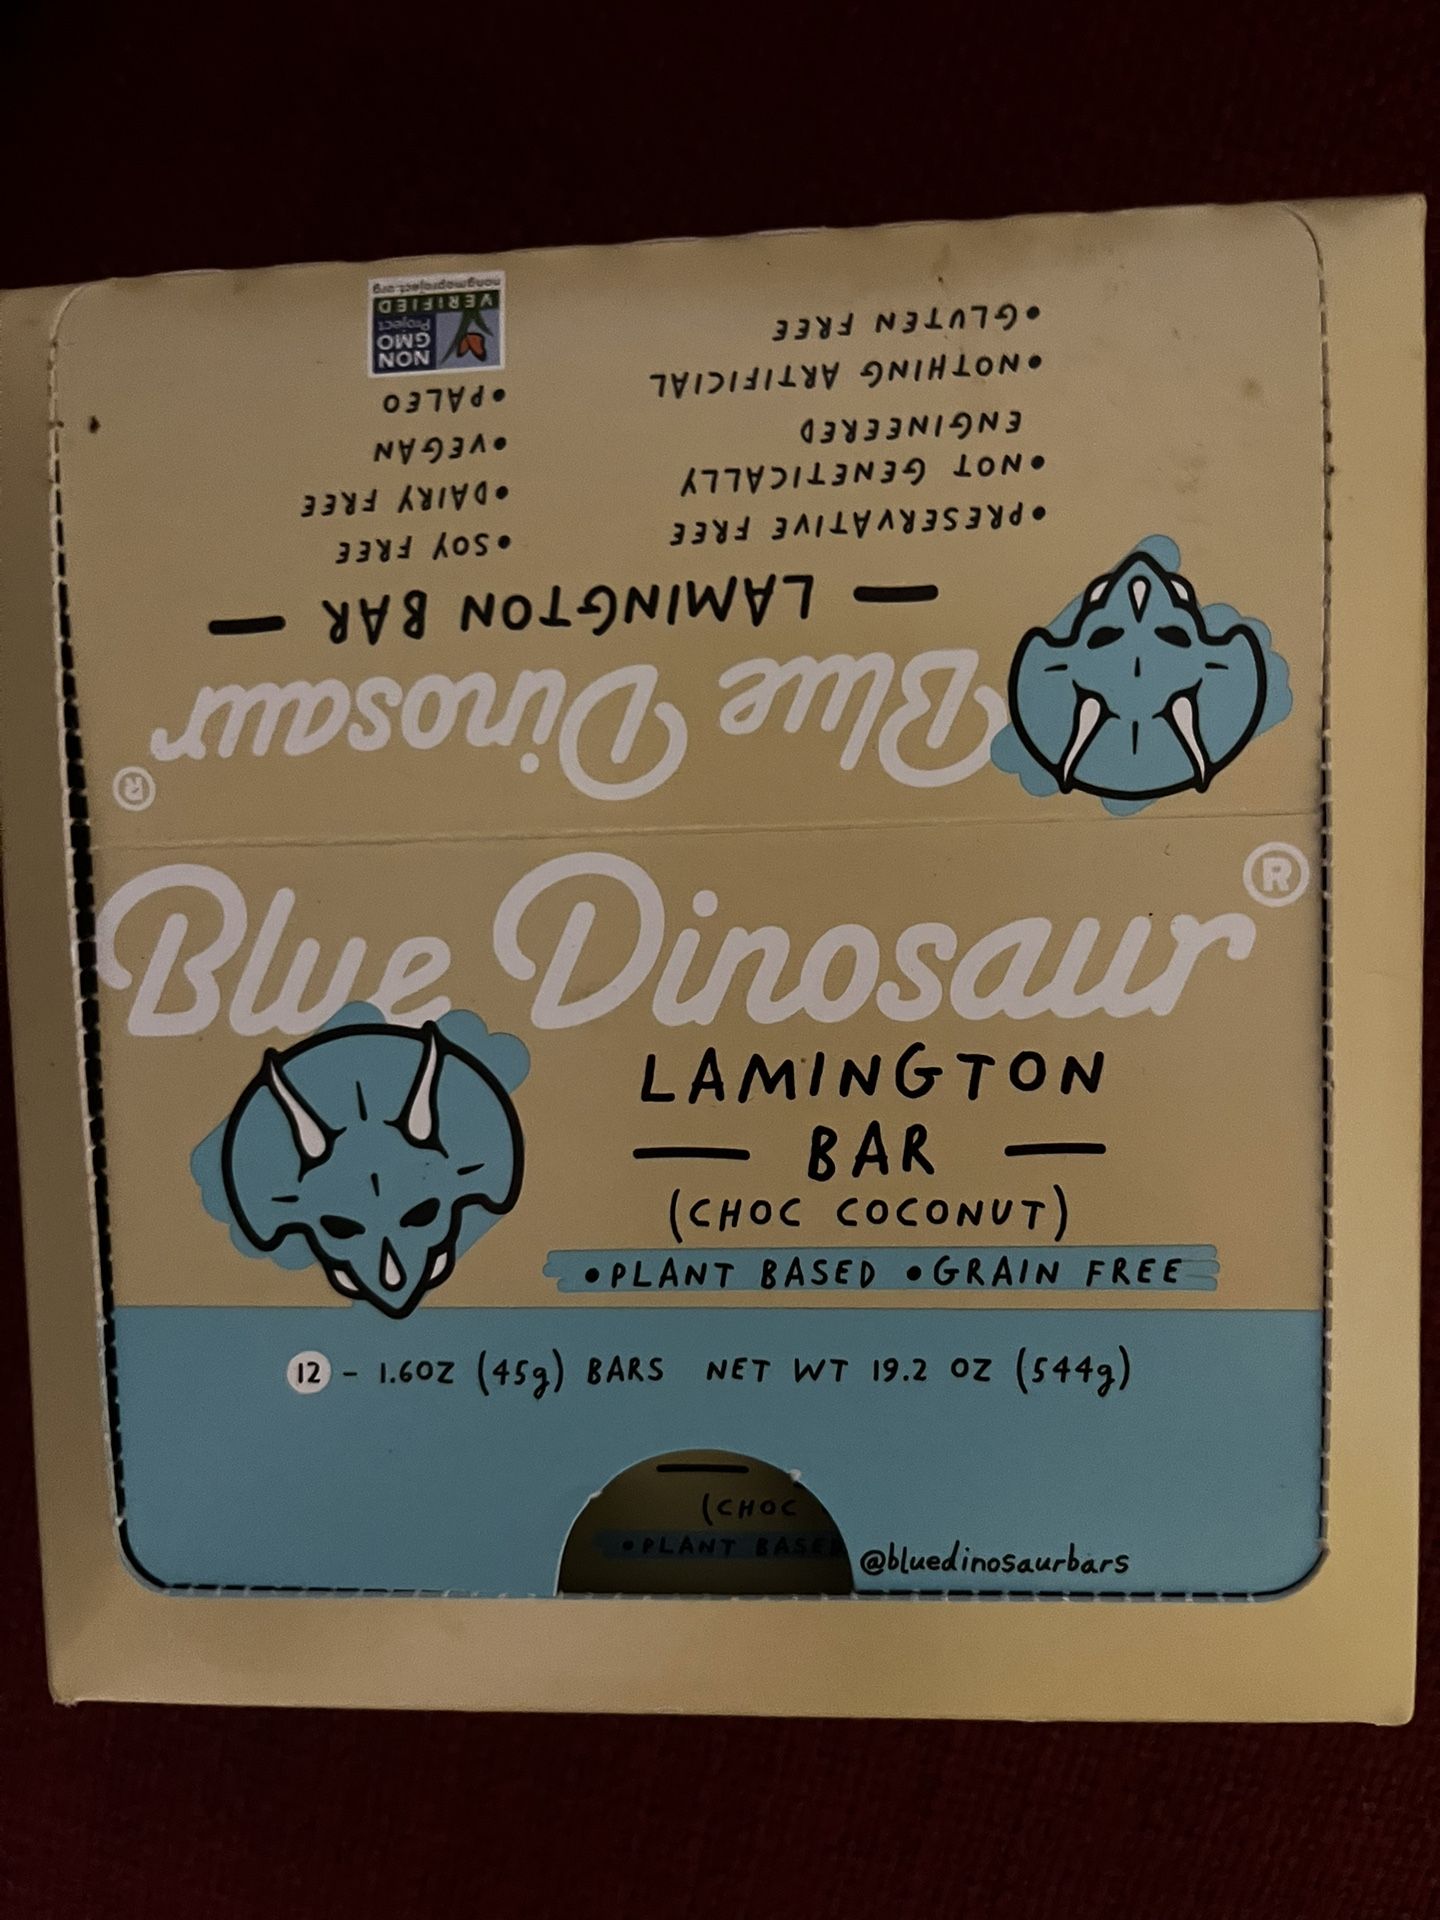 nongmoproject.org
VERIFIED
NON
GMO
Project
•GLUTEN FREE
•NOTHING ARTIFICIAL
•NOT GENETICALLY
ENGINEERED
•PRESERVATIVE FREE
•PALEO
•VEGAN
•DAIRY FREE
•SOY FREE
— LAMINGTON BAR —
Blue Dinosaur®
Blue Dinosaur®
LAMINGTON
— BAR —
(CHOC COCONUT)
•PLANT BASED •GRAIN FREE
12 - 1.6OZ (45g) BARS NET WT 19.2 OZ (544g)
(CHOC
•PLANT BASED
@bluedinosaurbars